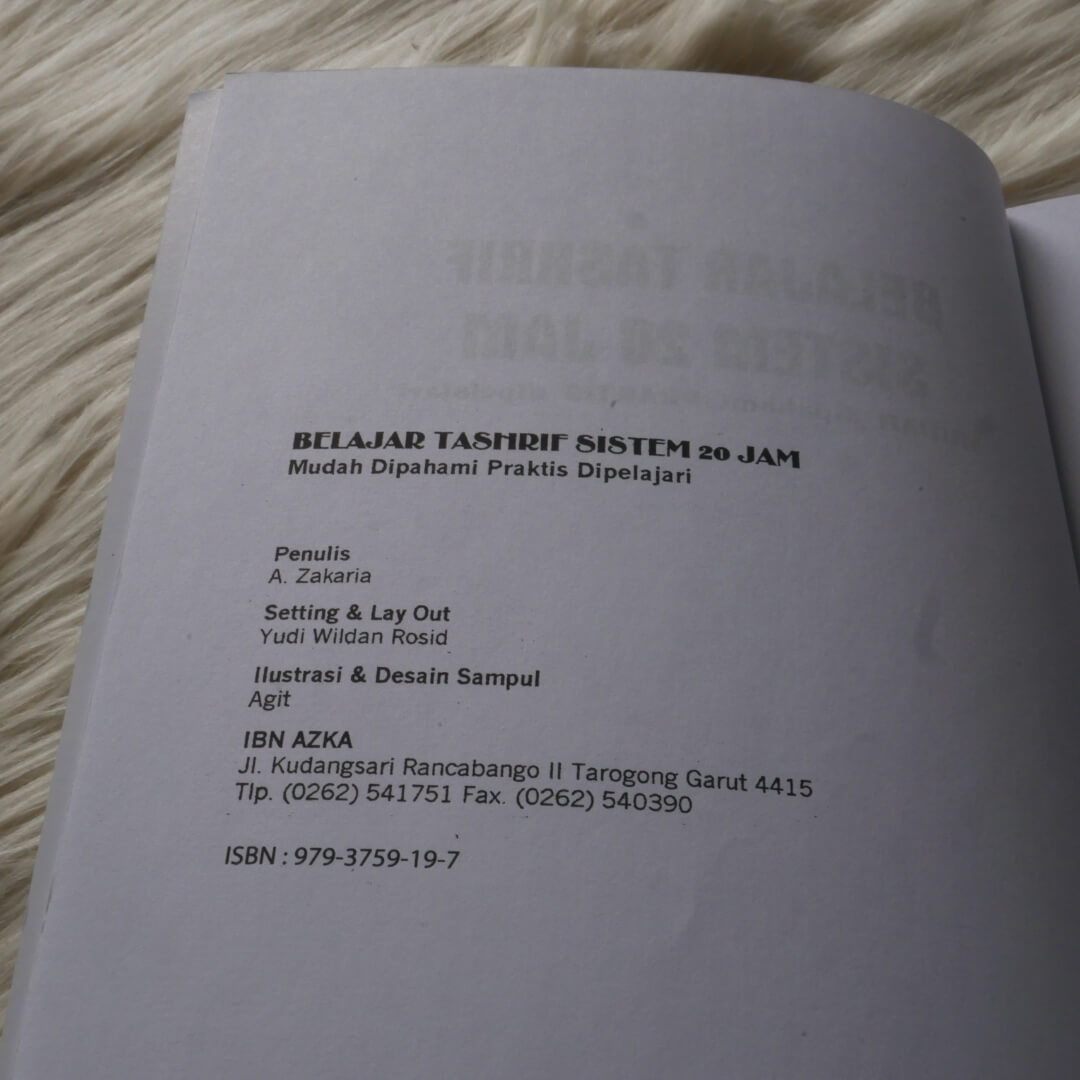 BELAJAR TASHRIF SISTEM 20 JAM
Mudah Dipahami Praktis Dipelajari
Penulis
A. Zakaria
Setting & Lay Out
Yudi Wildan Rosid
Ilustrasi & Desain Sampul
Agit
IBN AZKA
Jl. Kudangsari Rancabango II Tarogong Garut 4415
Tlp. (0262) 541751 Fax. (0262) 540390
ISBN : 979-3759-19-7